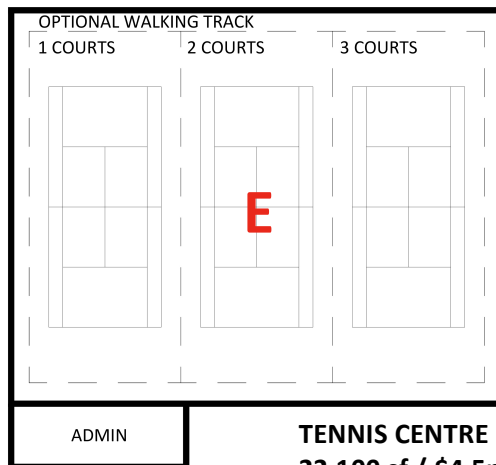 OPTIONAL WALKING TRACK
1 COURTS 2 COURTS 3 COURTS
E
ADMIN
TENNIS CENTRE